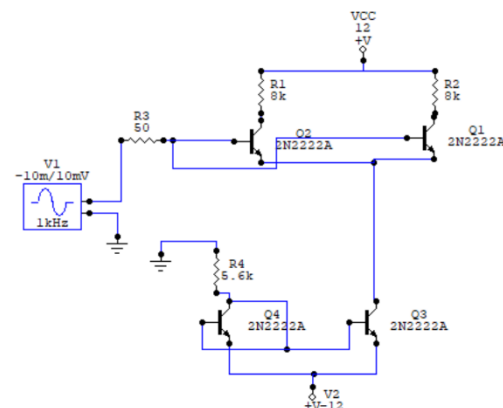 VCC
12
+V
R1
8k
R2
8k
R3
50
Q2
2N2222A
Q1
2N2222A
V1
-10m/10mV
1kHz
R4
5.6k
Q4
2N2222A
Q3
2N2222A
V2
+V-12